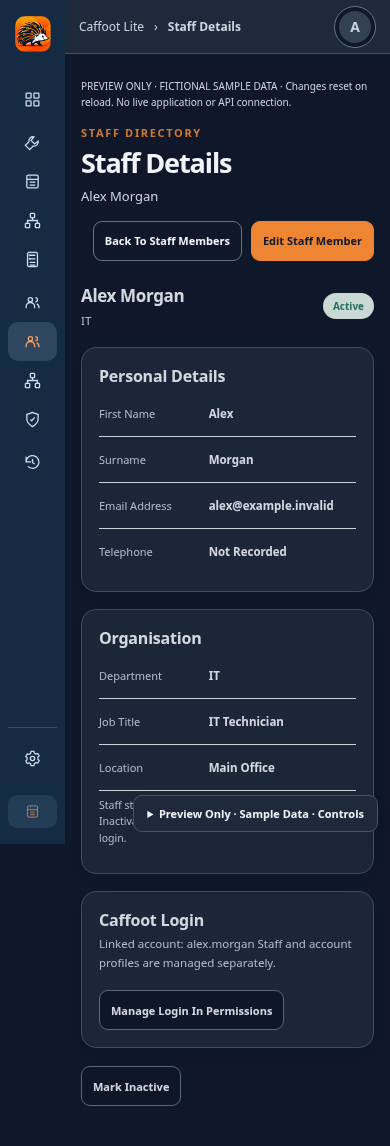 Caffoot Lite › Staff Details
A
PREVIEW ONLY · FICTIONAL SAMPLE DATA · Changes reset on
reload. No live application or API connection.
STAFF DIRECTORY
Staff Details
Alex Morgan
Back To Staff Members
Edit Staff Member
Alex Morgan
IT
Active
Personal Details
First Name Alex
Surname Morgan
Email Address alex@example.invalid
Telephone Not Recorded
Organisation
Department IT
Job Title IT Technician
Location Main Office
Staff
▶ Preview Only · Sample Data · Controls
login.
Caffoot Login
Linked account: alex.morgan Staff and account
profiles are managed separately.
Manage Login In Permissions
Mark Inactive